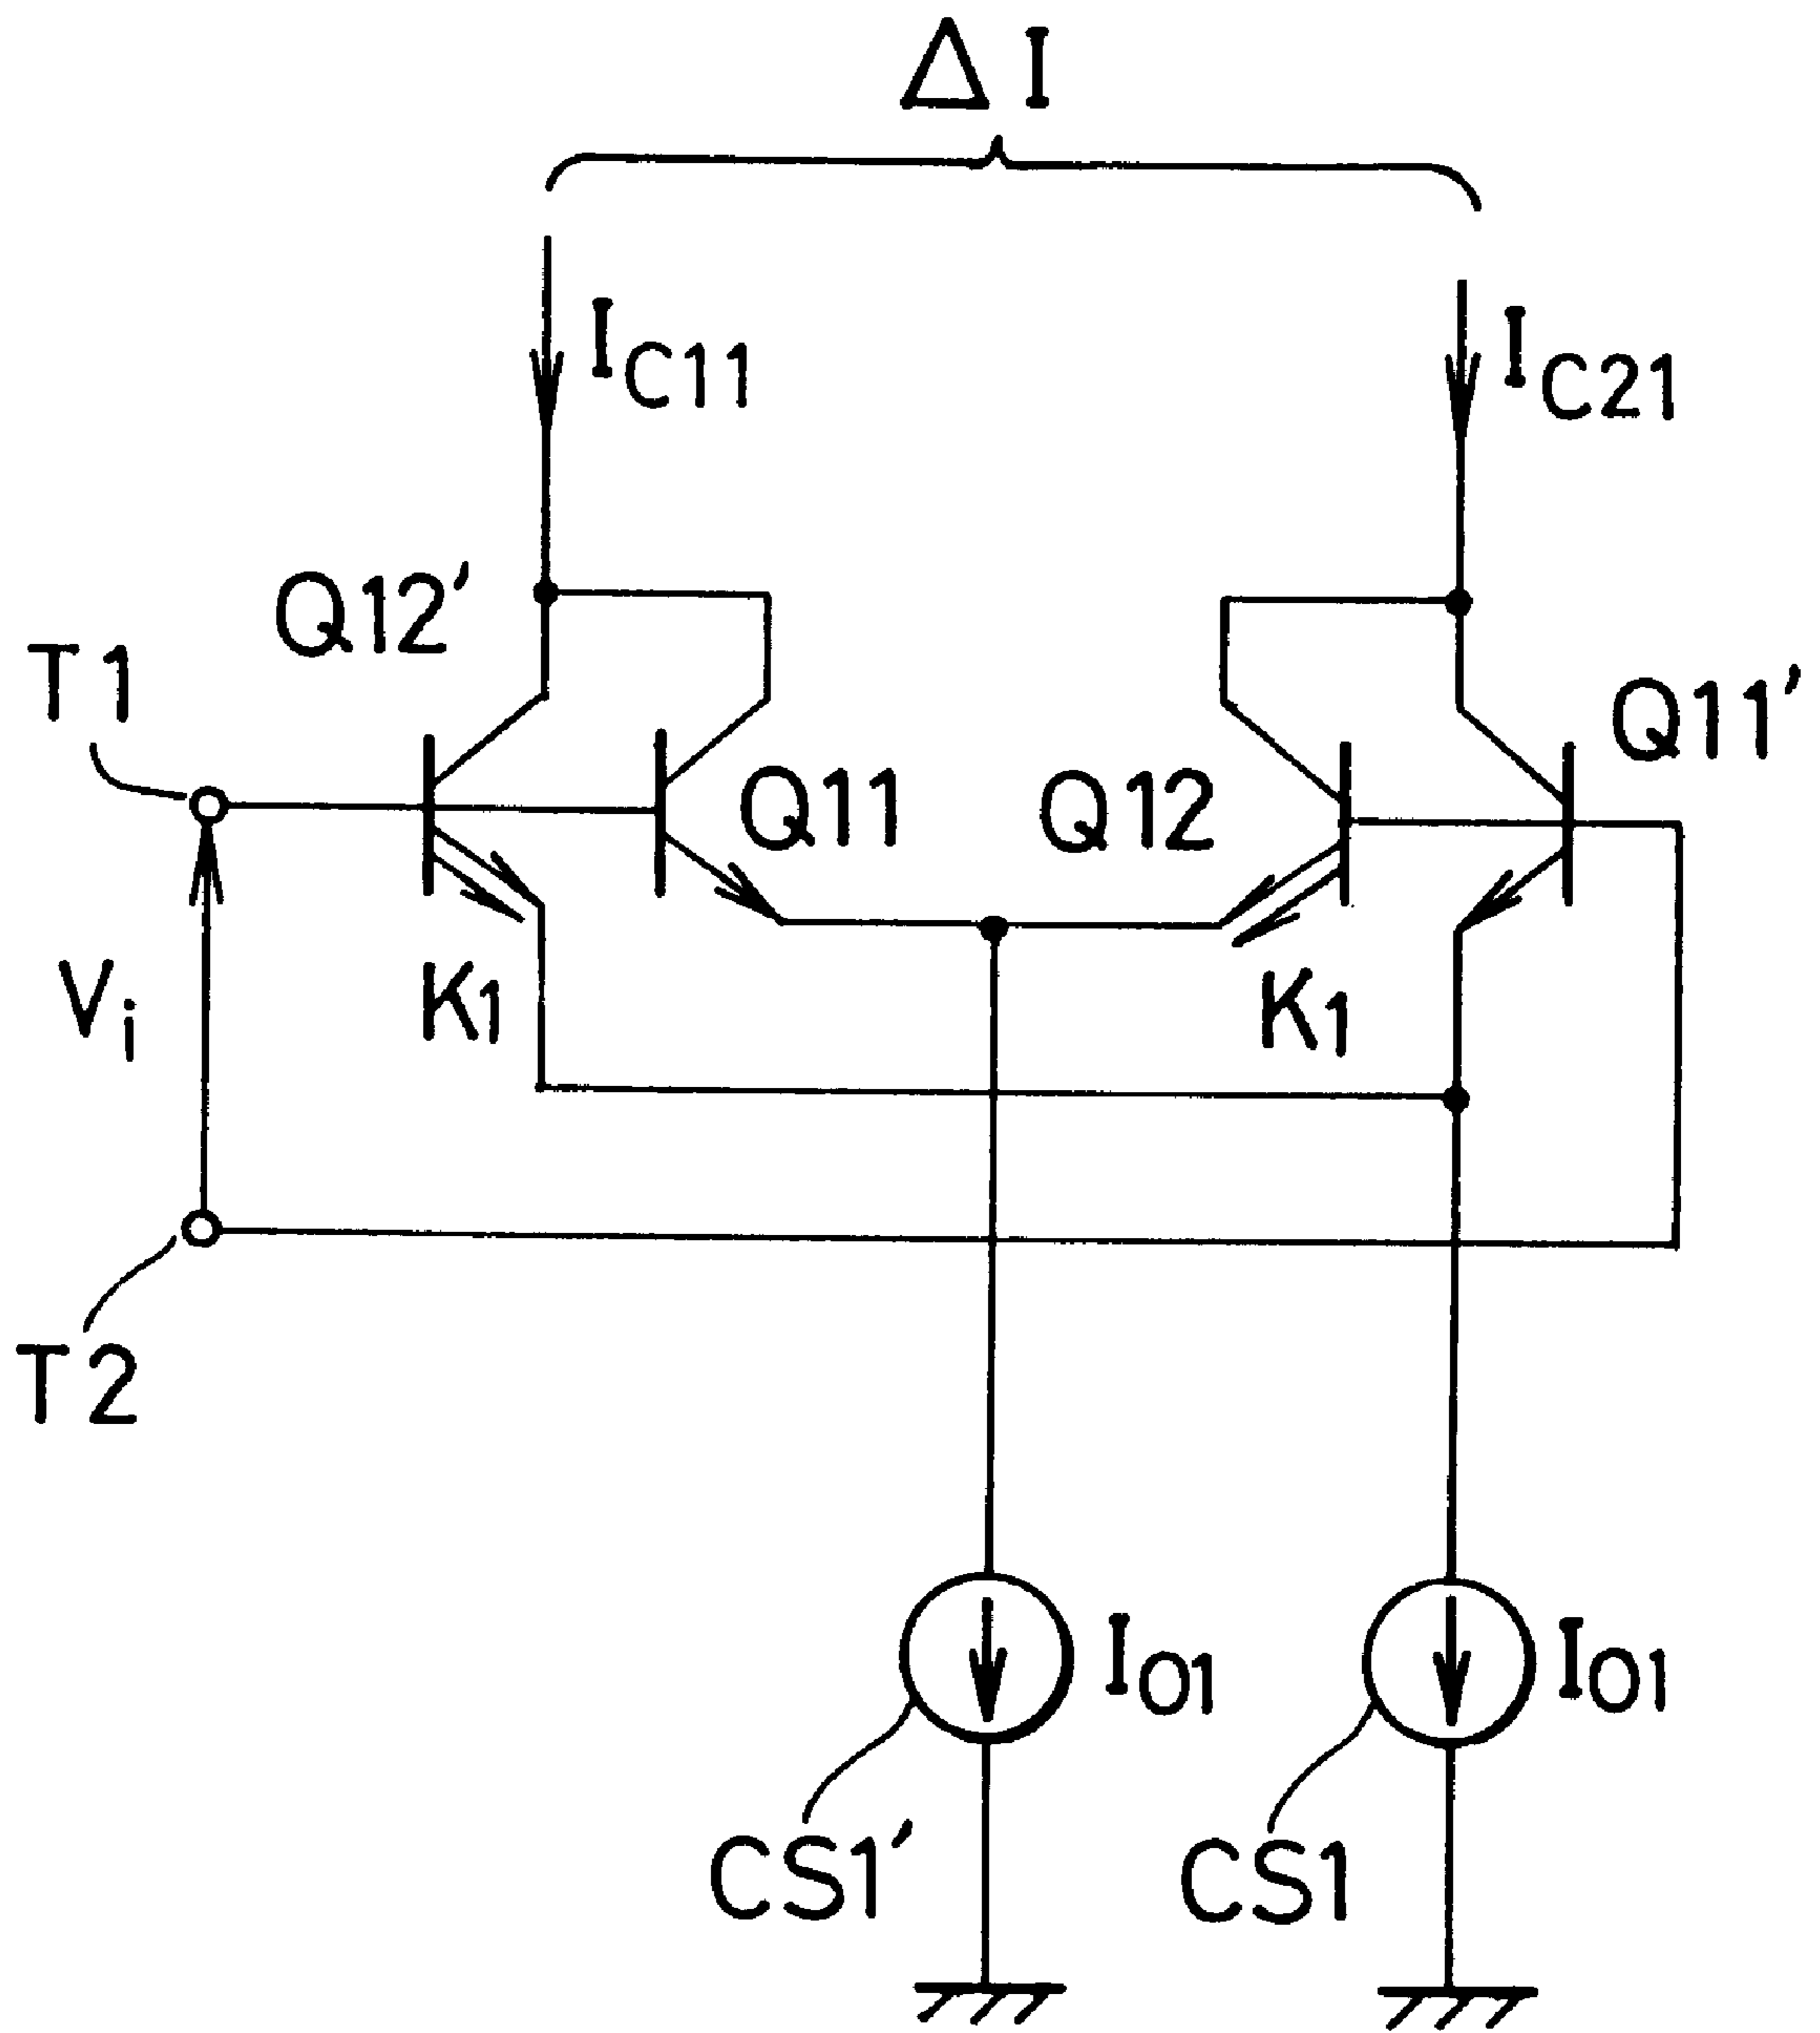 ΔI
IC11
IC21
Q12'
T1
Q11'
Q11
Q12
Vi
K1
K1
T2
IO1
IO1
CS1'
CS1